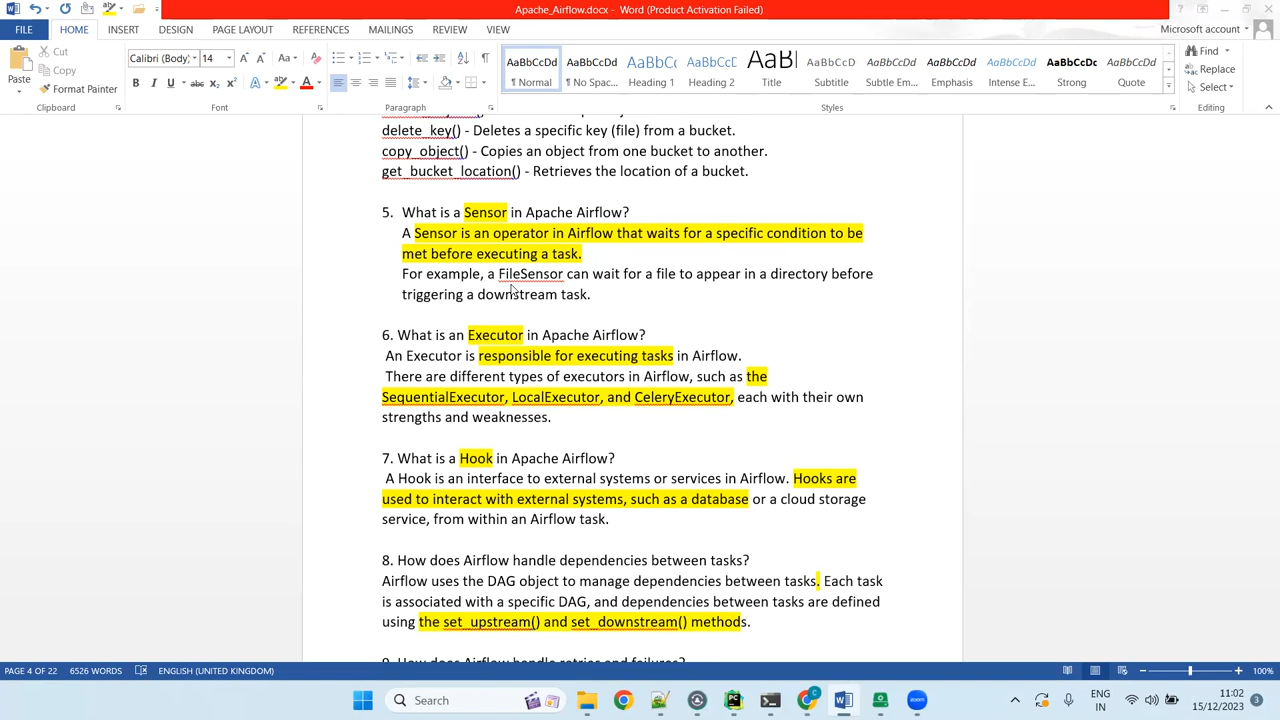 Apache_Airflow.docx - Word (Product Activation Failed)
FILE HOME INSERT DESIGN PAGE LAYOUT REFERENCES MAILINGS REVIEW VIEW Microsoft account
Paste
Cut
Copy
Format Painter
Clipboard
Calibri (Body) 14
Font
Paragraph
AaBbCcDd AaBbCcDd AaBbC AaBbCc AaB AaBbCcD AaBbCcDd AaBbCcDd AaBbCcDd AaBbCcDc AaBbCcDd
¶ Normal ¶ No Spac... Heading 1 Heading 2 Title Subtitle Subtle Em... Emphasis Intense E... Strong Quote
Styles
Find
Replace
Select
Editing
delete_key() - Deletes a specific key (file) from a bucket.
copy_object() - Copies an object from one bucket to another.
get_bucket_location() - Retrieves the location of a bucket.
5. What is a Sensor in Apache Airflow?
A Sensor is an operator in Airflow that waits for a specific condition to be
met before executing a task.
For example, a FileSensor can wait for a file to appear in a directory before
triggering a downstream task.
6. What is an Executor in Apache Airflow?
An Executor is responsible for executing tasks in Airflow.
There are different types of executors in Airflow, such as the
SequentialExecutor, LocalExecutor, and CeleryExecutor, each with their own
strengths and weaknesses.
7. What is a Hook in Apache Airflow?
A Hook is an interface to external systems or services in Airflow. Hooks are
used to interact with external systems, such as a database or a cloud storage
service, from within an Airflow task.
8. How does Airflow handle dependencies between tasks?
Airflow uses the DAG object to manage dependencies between tasks. Each task
is associated with a specific DAG, and dependencies between tasks are defined
using the set_upstream() and set_downstream() methods.
9. How does Airflow handle retries and failures?
PAGE 4 OF 22 6526 WORDS ENGLISH (UNITED KINGDOM) 100%
Search
ENG
IN
11:02
15/12/2023